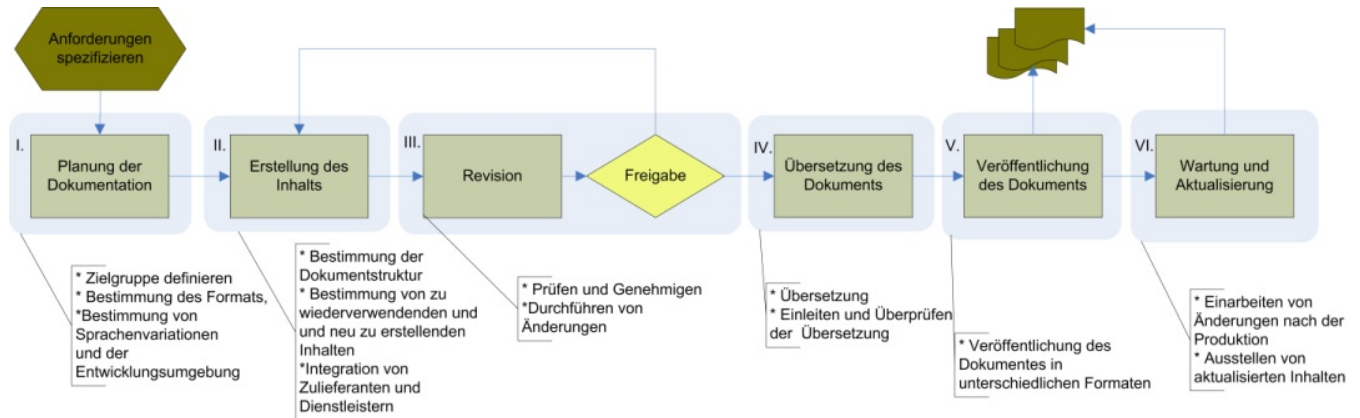 Anforderungen
spezifizieren
I.
Planung der
Dokumentation
II.
Erstellung des
Inhalts
III.
Revision
Freigabe
IV.
Übersetzung des
Dokuments
V.
Veröffentlichung
des Dokuments
VI.
Wartung und
Aktualisierung
* Zielgruppe definieren
* Bestimmung des Formats,
*Bestimmung von
Sprachenvariationen
und der
Entwicklungsumgebung
* Bestimmung der
Dokumentstruktur
* Bestimmung von zu
wiederverwendenden und
und neu zu erstellenden
Inhalten
*Integration von
Zulieferanten und
Dienstleistern
* Prüfen und Genehmigen
*Durchführen von
Änderungen
* Übersetzung
* Einleiten und Überprüfen
der Übersetzung
* Veröffentlichung des
Dokumentes in
unterschiedlichen Formaten
* Einarbeiten von
Änderungen nach der
Produktion
* Ausstellen von
aktualisierten Inhalten